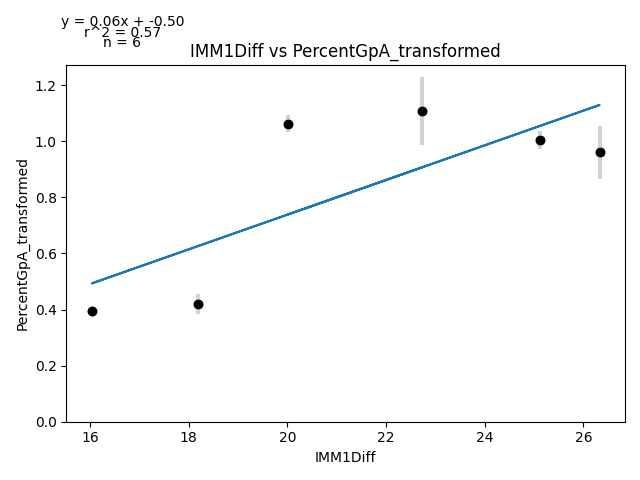 y = 0.06x + -0.50
r^2 = 0.57
n = 6
IMM1Diff vs PercentGpA_transformed
1.2
1.0
0.8
0.6
0.4
0.2
0.0
PercentGpA_transformed
16 18 20 22 24 26
IMM1Diff